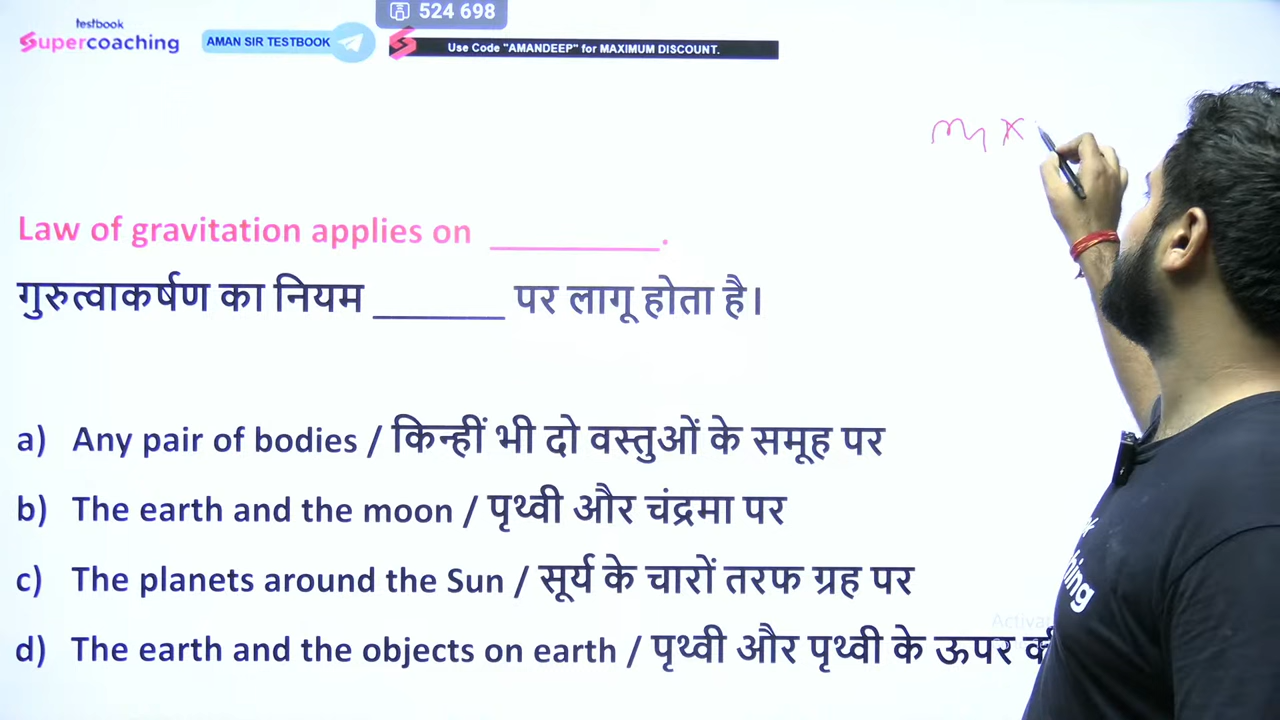 524 698
testbook
Supercoaching
AMAN SIR TESTBOOK
Use Code "AMANDEEP" for MAXIMUM DISCOUNT.
m₁ ×
Law of gravitation applies on __________.
गुरुत्वाकर्षण का नियम ________ पर लागू होता है।
a) Any pair of bodies / किन्हीं भी दो वस्तुओं के समूह पर
b) The earth and the moon / पृथ्वी और चंद्रमा पर
c) The planets around the Sun / सूर्य के चारों तरफ ग्रह पर
Activa
d) The earth and the objects on earth / पृथ्वी और पृथ्वी के ऊपर की